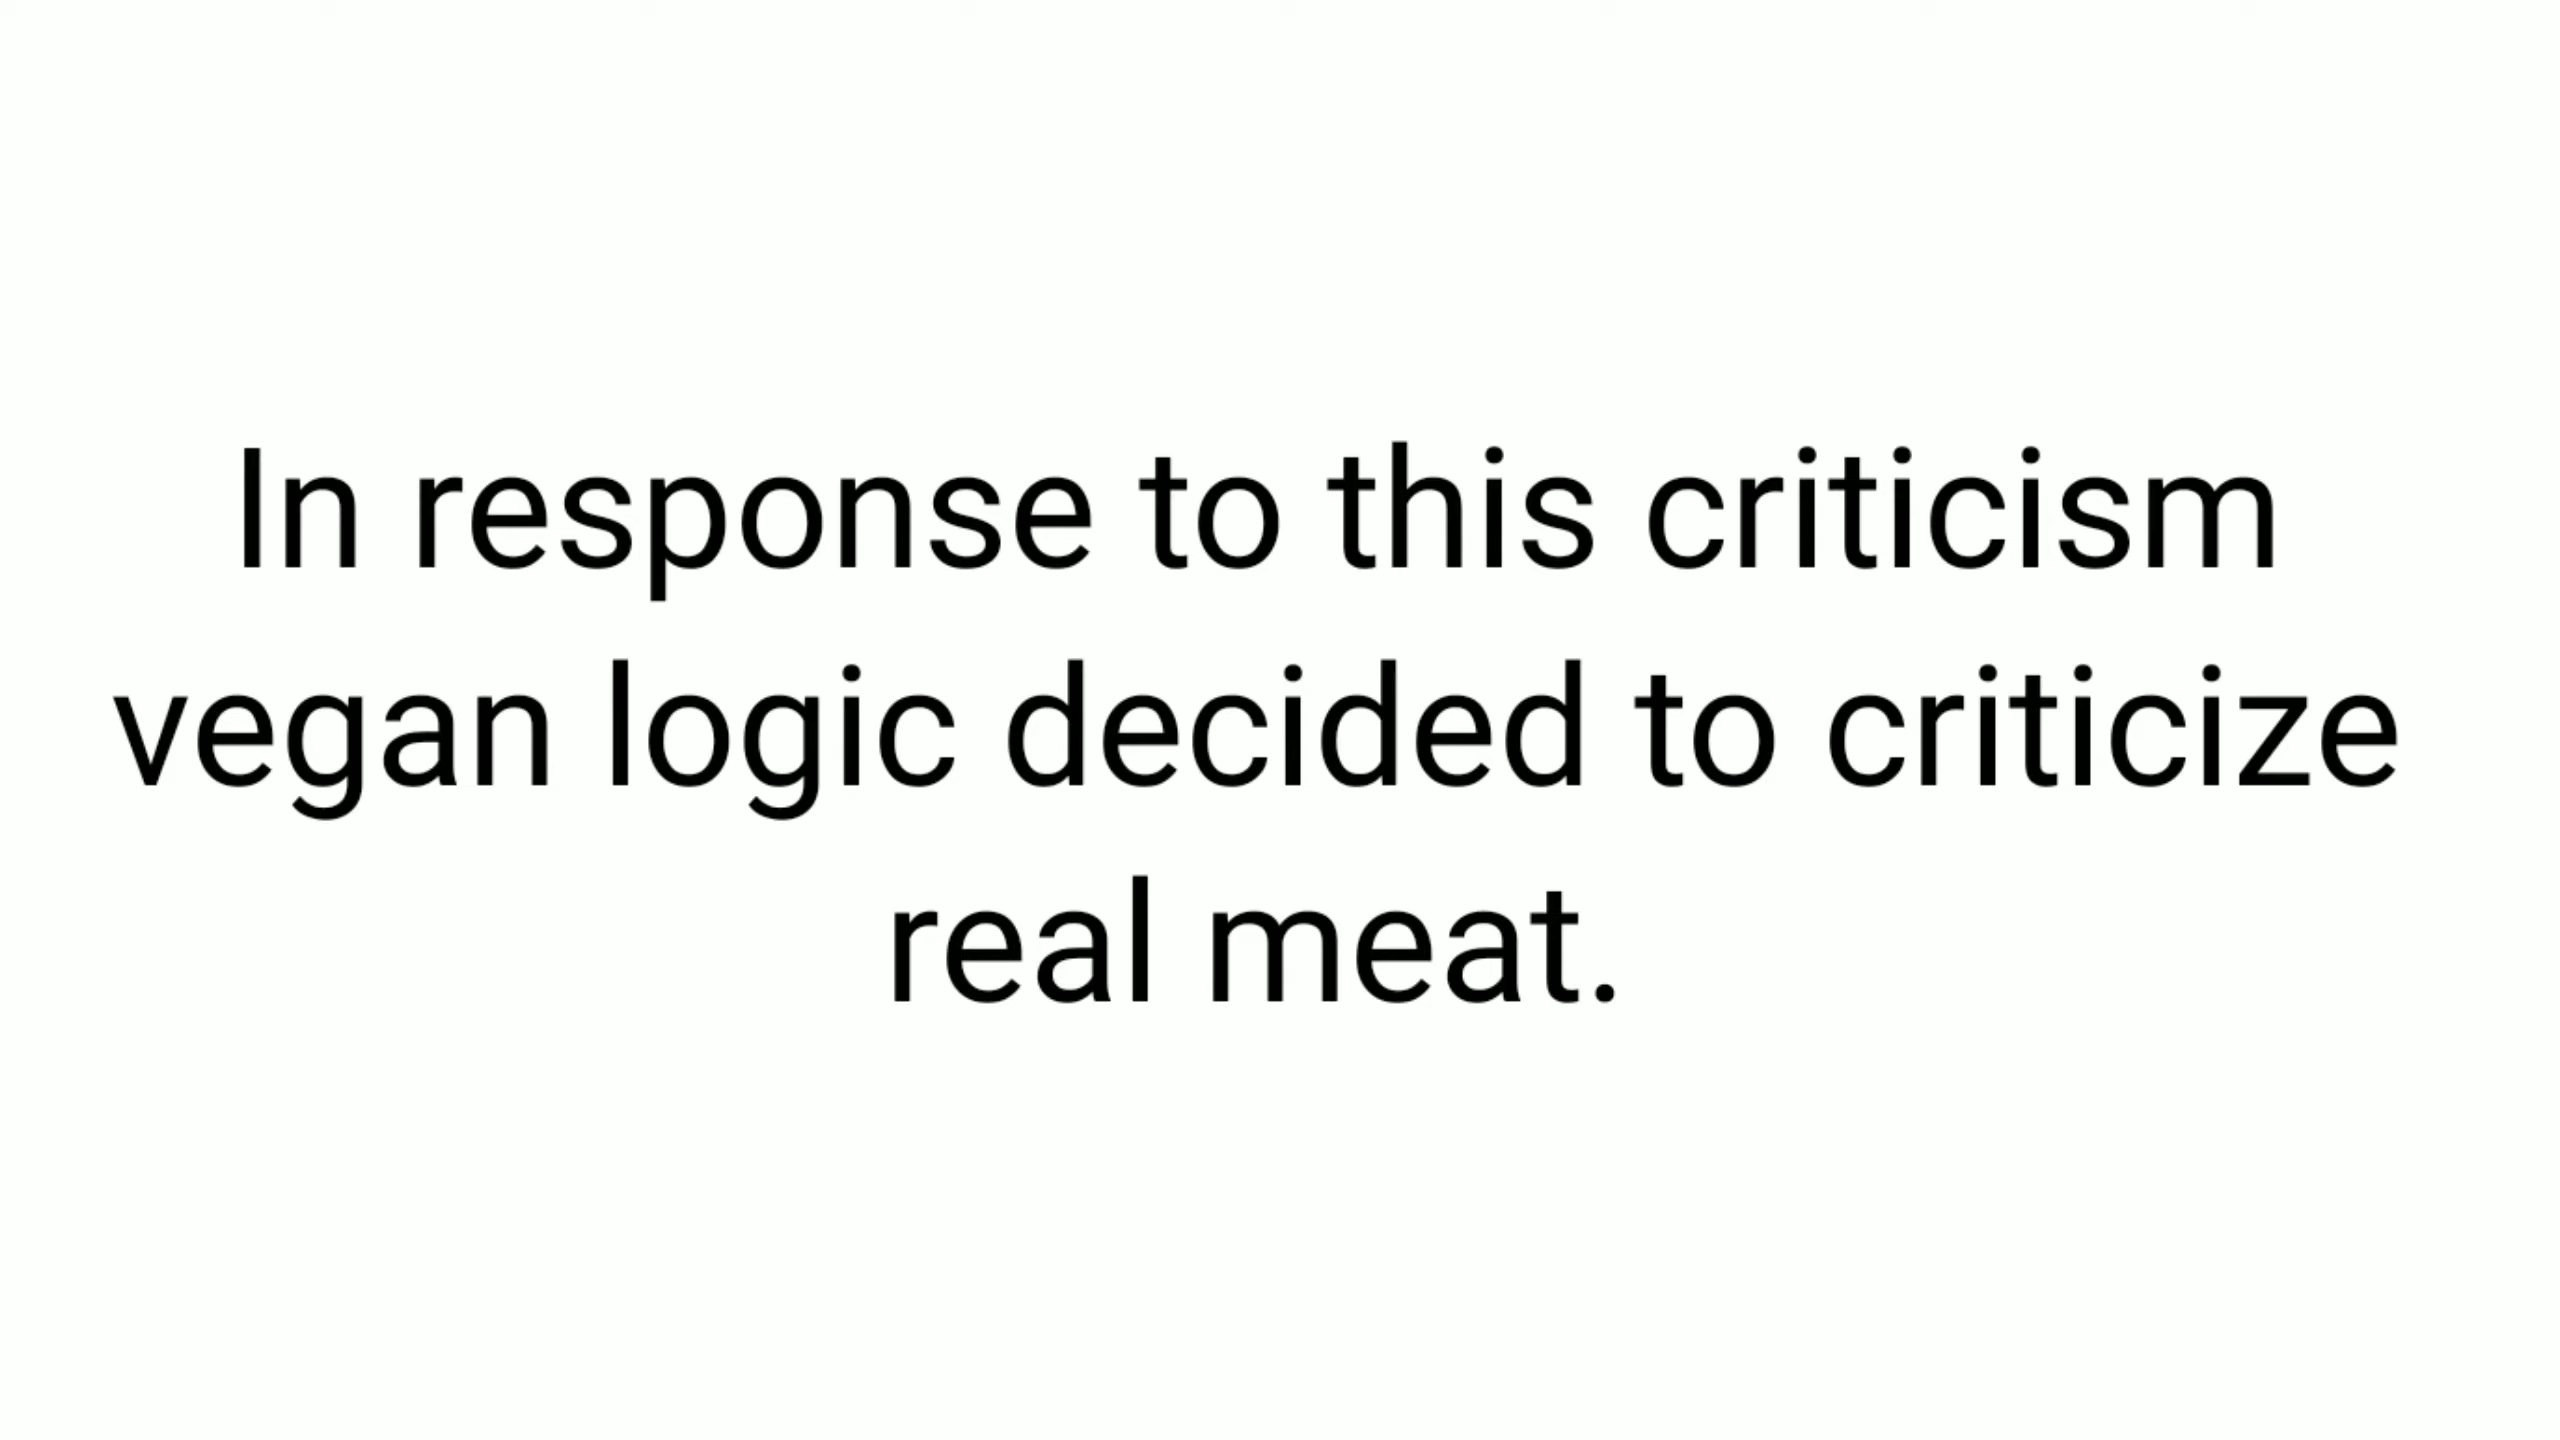 In response to this criticism
vegan logic decided to criticize
real meat.